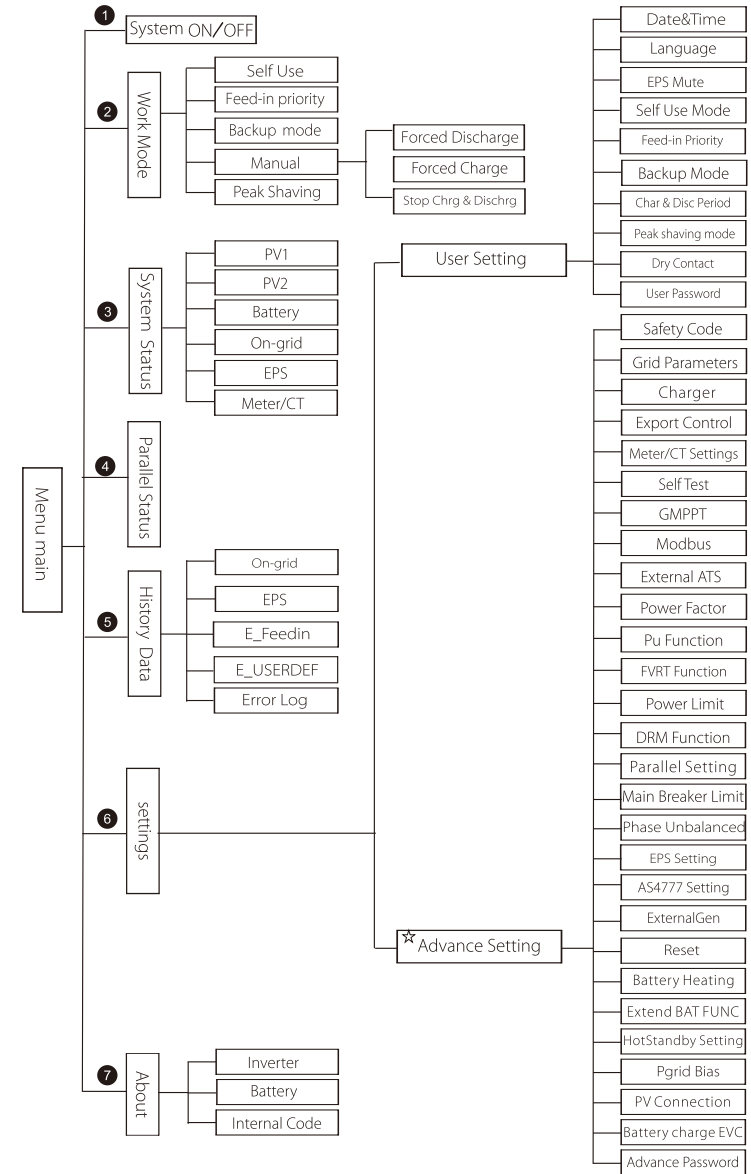 Menu main
1
System ON/OFF
2
Work Mode
Self Use
Feed-in priority
Backup mode
Manual
Peak Shaving
Forced Discharge
Forced Charge
Stop Chrg & Dischrg
3
System Status
PV1
PV2
Battery
On-grid
EPS
Meter/CT
4
Parallel Status
5
History Data
On-grid
EPS
E_Feedin
E_USERDEF
Error Log
6
settings
User Setting
Date&Time
Language
EPS Mute
Self Use Mode
Feed-in Priority
Backup Mode
Char & Disc Period
Peak shaving mode
Dry Contact
User Password
☆Advance Setting
Safety Code
Grid Parameters
Charger
Export Control
Meter/CT Settings
Self Test
GMPPT
Modbus
External ATS
Power Factor
Pu Function
FVRT Function
Power Limit
DRM Function
Parallel Setting
Main Breaker Limit
Phase Unbalanced
EPS Setting
AS4777 Setting
ExternalGen
Reset
Battery Heating
Extend BAT FUNC
HotStandby Setting
Pgrid Bias
PV Connection
Battery charge EVC
Advance Password
7
About
Inverter
Battery
Internal Code